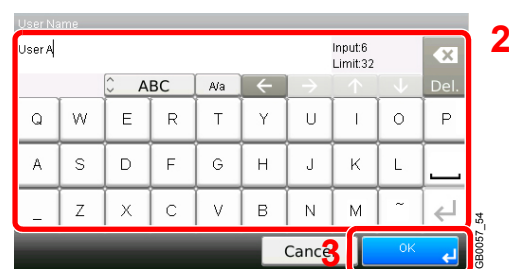 User Name
User A
Input:6
Limit:32
2
ABC
A/a
←
→
↑
↓
Del.
Q W E R T Y U I O P
A S D F G H J K L
_ Z X C V B N M ~
3
Cance
OK
GB0057_54